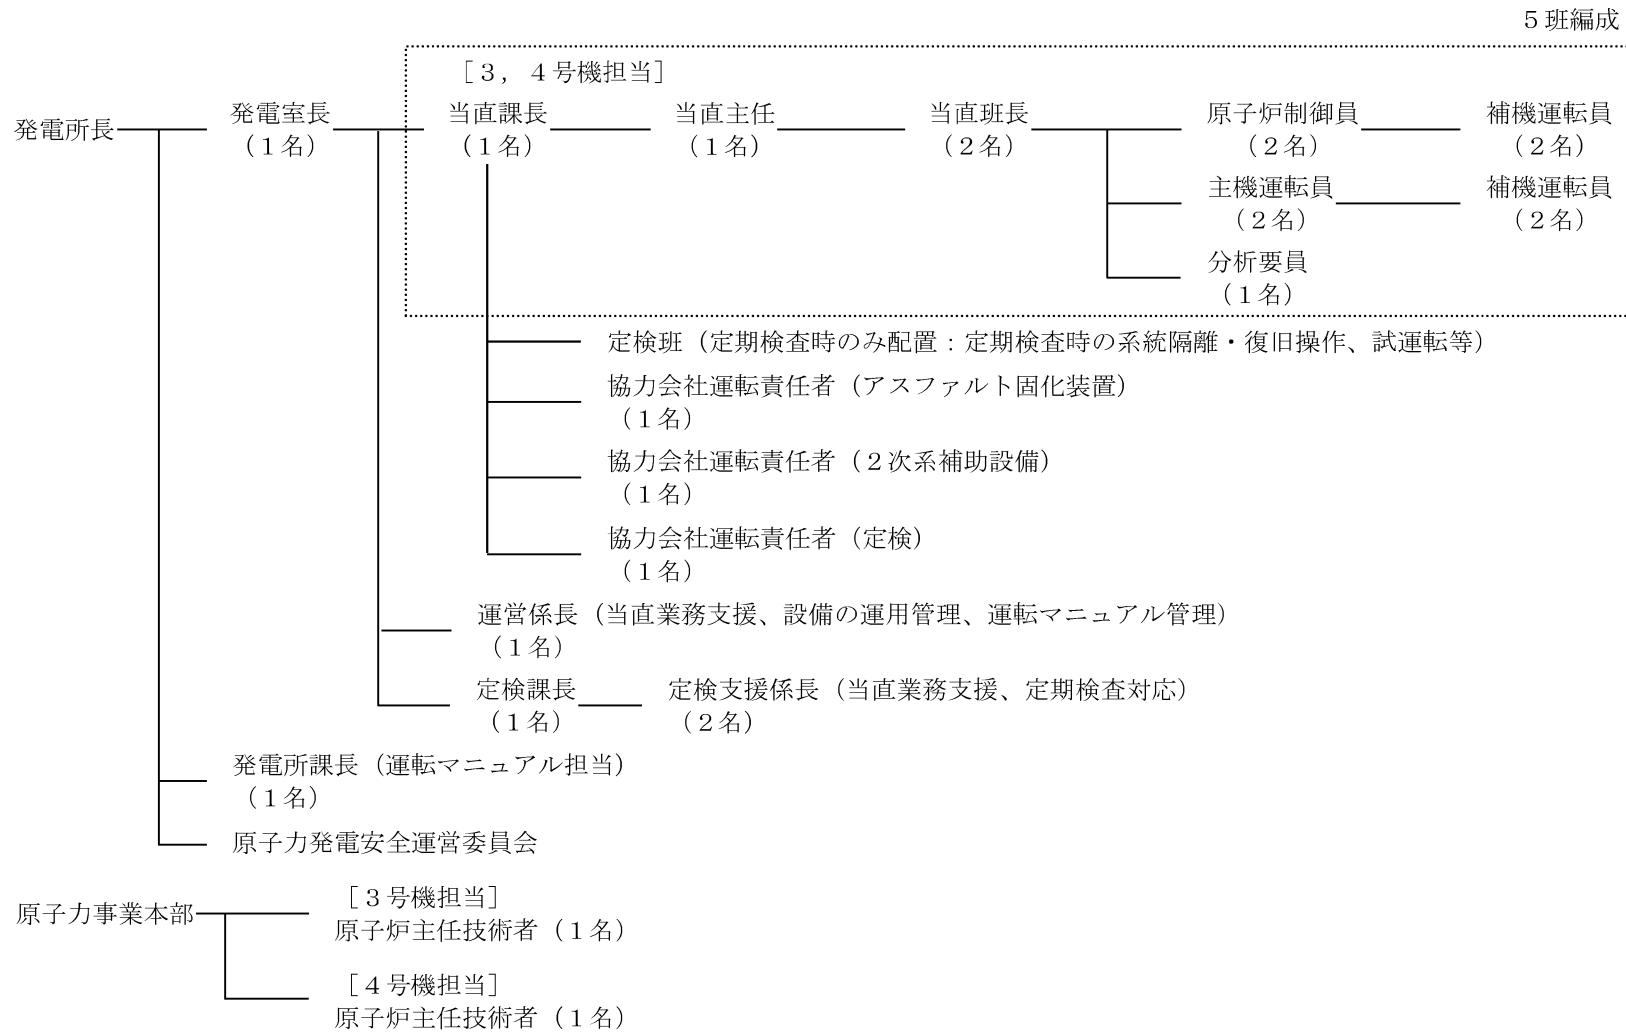 ５班編成
［３，４号機担当］
発電所長 発電室長 当直課長 当直主任 当直班長 原子炉制御員 補機運転員
（１名） （１名） （１名） （２名） （２名） （２名）
主機運転員 補機運転員
（２名） （２名）
分析要員
（１名）
定検班（定期検査時のみ配置：定期検査時の系統隔離・復旧操作、試運転等）
協力会社運転責任者（アスファルト固化装置）
（１名）
協力会社運転責任者（２次系補助設備）
（１名）
協力会社運転責任者（定検）
（１名）
運営係長（当直業務支援、設備の運用管理、運転マニュアル管理）
（１名）
定検課長 定検支援係長（当直業務支援、定期検査対応）
（１名） （２名）
発電所課長（運転マニュアル担当）
（１名）
原子力発電安全運営委員会
［３号機担当］
原子力事業本部 原子炉主任技術者（１名）
［４号機担当］
原子炉主任技術者（１名）